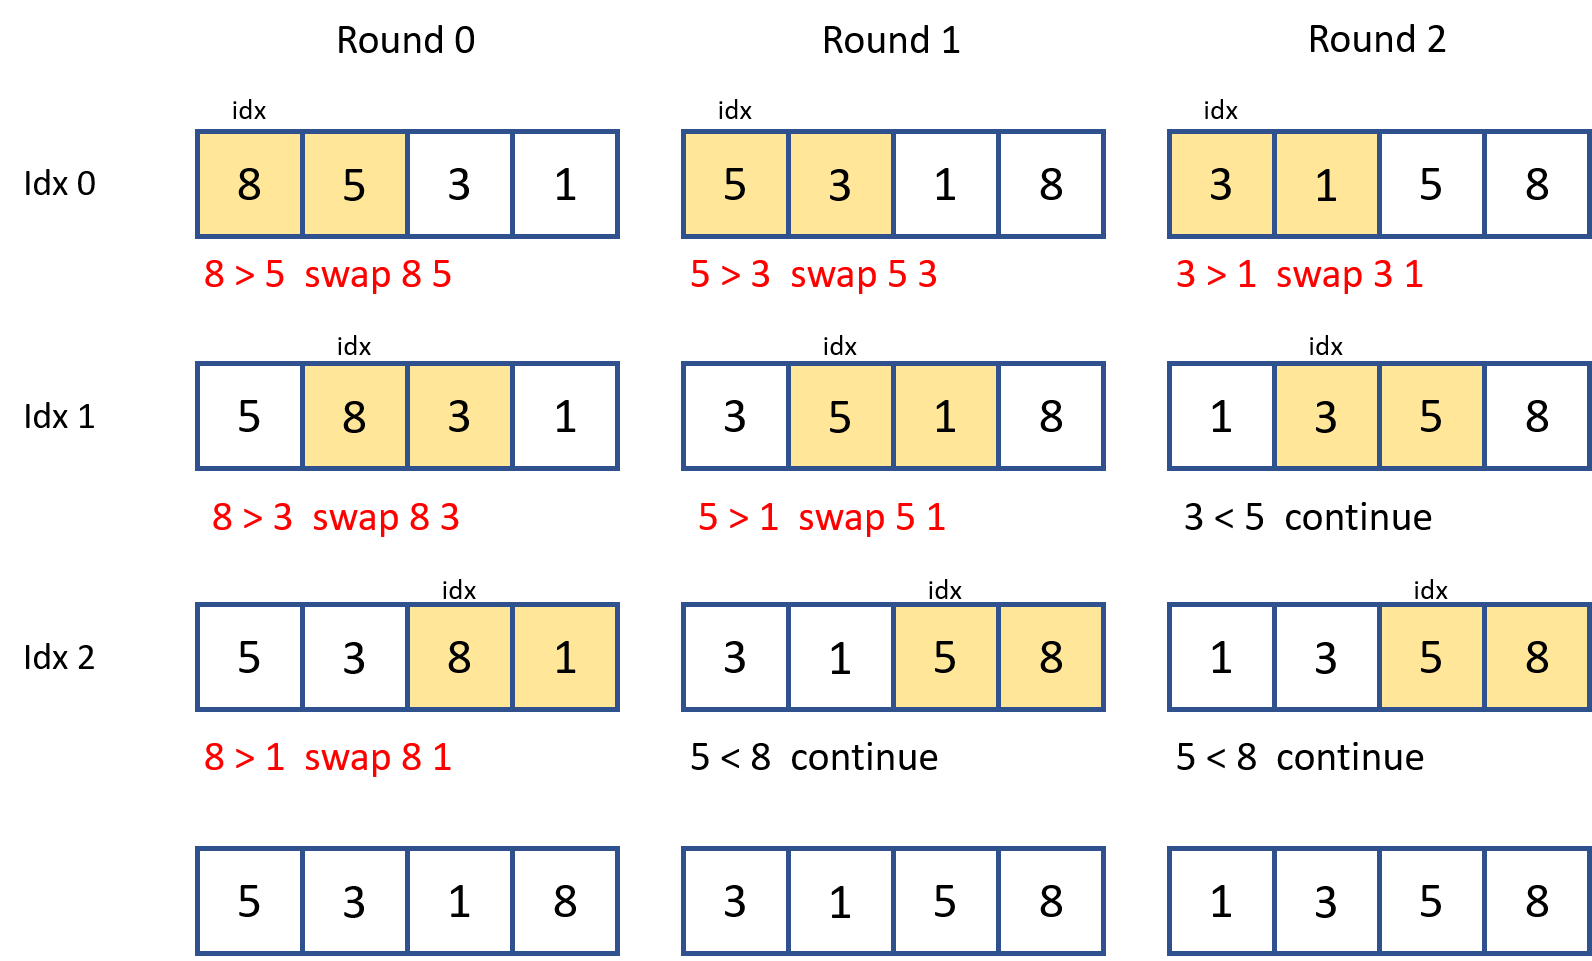 Round 0 Round 1 Round 2
idx idx idx
Idx 0 8 5 3 1 5 3 1 8 3 1 5 8
8 > 5 swap 8 5 5 > 3 swap 5 3 3 > 1 swap 3 1
idx idx idx
Idx 1 5 8 3 1 3 5 1 8 1 3 5 8
8 > 3 swap 8 3 5 > 1 swap 5 1 3 < 5 continue
idx idx idx
Idx 2 5 3 8 1 3 1 5 8 1 3 5 8
8 > 1 swap 8 1 5 < 8 continue 5 < 8 continue
5 3 1 8 3 1 5 8 1 3 5 8